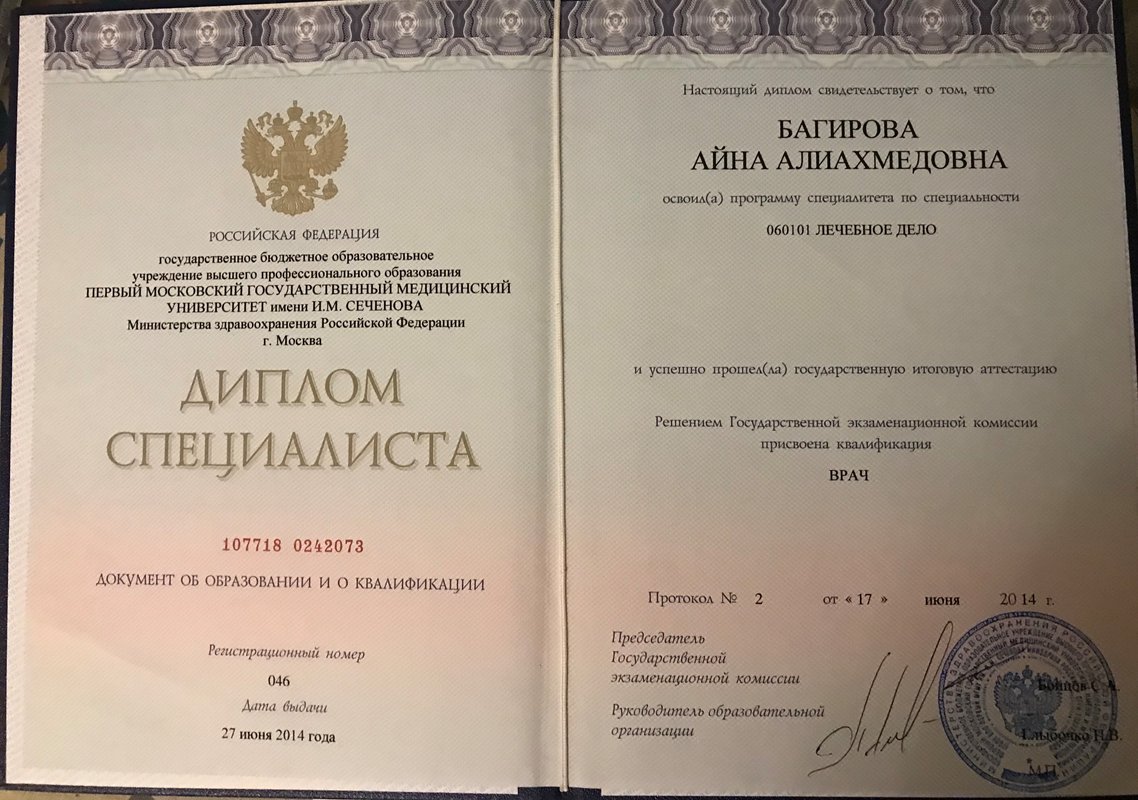 РОССИЙСКАЯ ФЕДЕРАЦИЯ
государственное бюджетное образовательное
учреждение высшего профессионального образования
ПЕРВЫЙ МОСКОВСКИЙ ГОСУДАРСТВЕННЫЙ МЕДИЦИНСКИЙ
УНИВЕРСИТЕТ имени И.М. СЕЧЕНОВА
Министерства здравоохранения Российской Федерации
г. Москва
ДИПЛОМ
СПЕЦИАЛИСТА
107718 0242073
ДОКУМЕНТ ОБ ОБРАЗОВАНИИ И О КВАЛИФИКАЦИИ
Регистрационный номер
046
Дата выдачи
27 июня 2014 года
Настоящий диплом свидетельствует о том, что
БАГИРОВА
АЙНА АЛИАХМЕДОВНА
освоил(а) программу специалитета по специальности
060101 ЛЕЧЕБНОЕ ДЕЛО
и успешно прошел(ла) государственную итоговую аттестацию
Решением Государственной экзаменационной комиссии
присвоена квалификация
ВРАЧ
Протокол № 2 от « 17 » июня 2014 г.
Председатель
Государственной
экзаменационной комиссии
Бойцов С.А.
Руководитель образовательной
организации
Глыбочко П.В.
М.П.